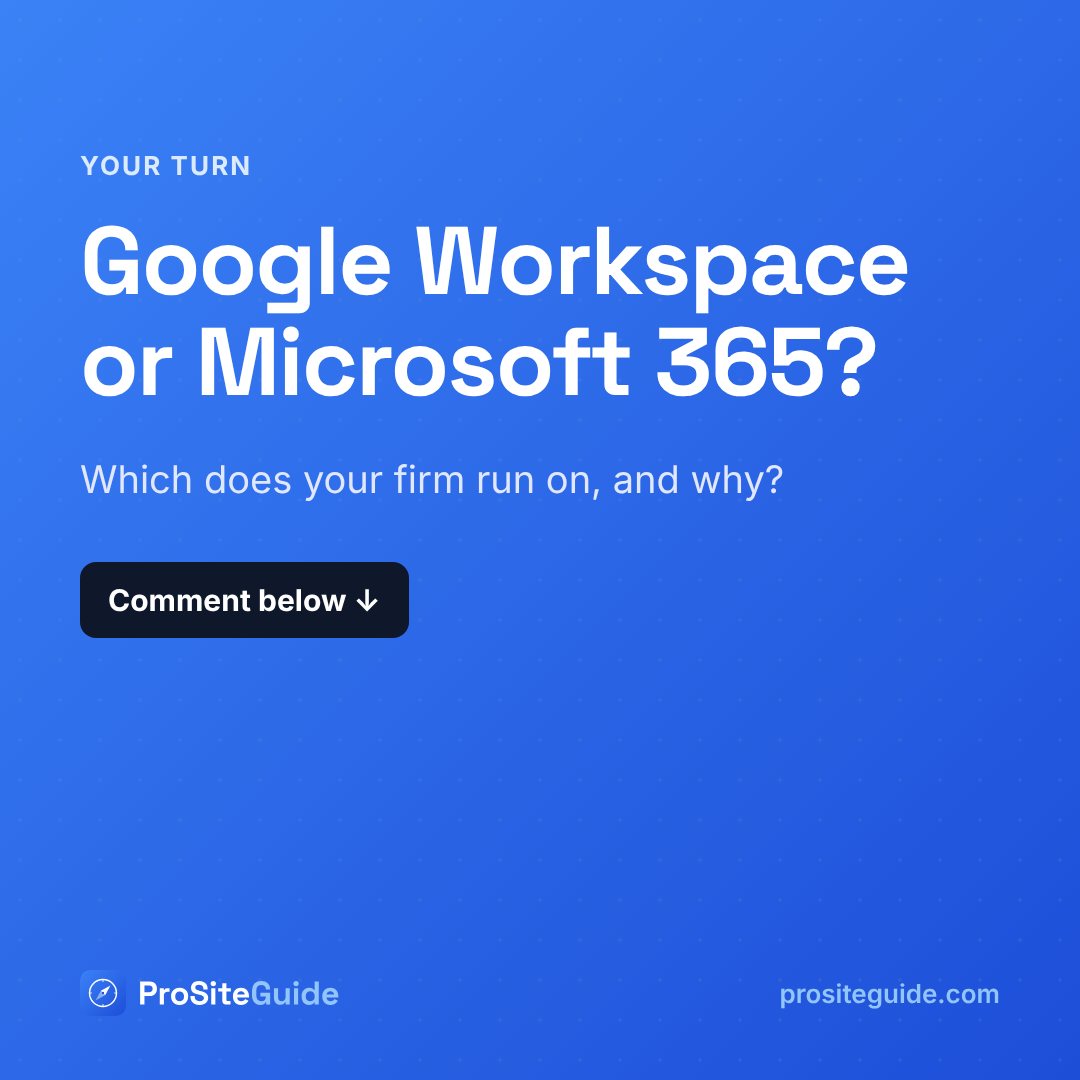 YOUR TURN
Google Workspace
or Microsoft 365?
Which does your firm run on, and why?
Comment below ↓
ProSiteGuide
prositeguide.com